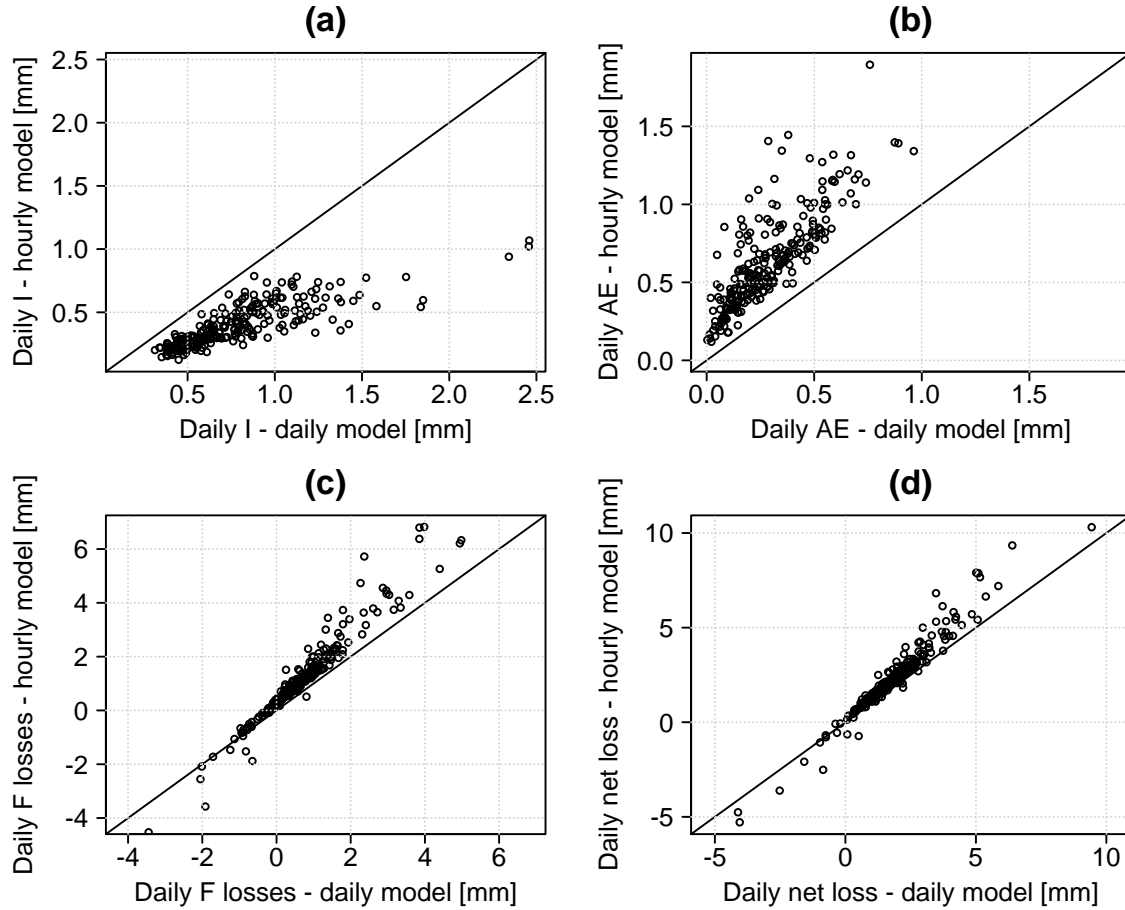 (a)
Daily I - hourly model [mm]
2.5
2.0
1.5
1.0
0.5
0.5 1.0 1.5 2.0 2.5
Daily I - daily model [mm]
(b)
Daily AE - hourly model [mm]
1.5
1.0
0.5
0.0
0.0 0.5 1.0 1.5
Daily AE - daily model [mm]
(c)
Daily F losses - hourly model [mm]
6
4
2
0
-2
-4
-4 -2 0 2 4 6
Daily F losses - daily model [mm]
(d)
Daily net loss - hourly model [mm]
10
5
0
-5
-5 0 5 10
Daily net loss - daily model [mm]